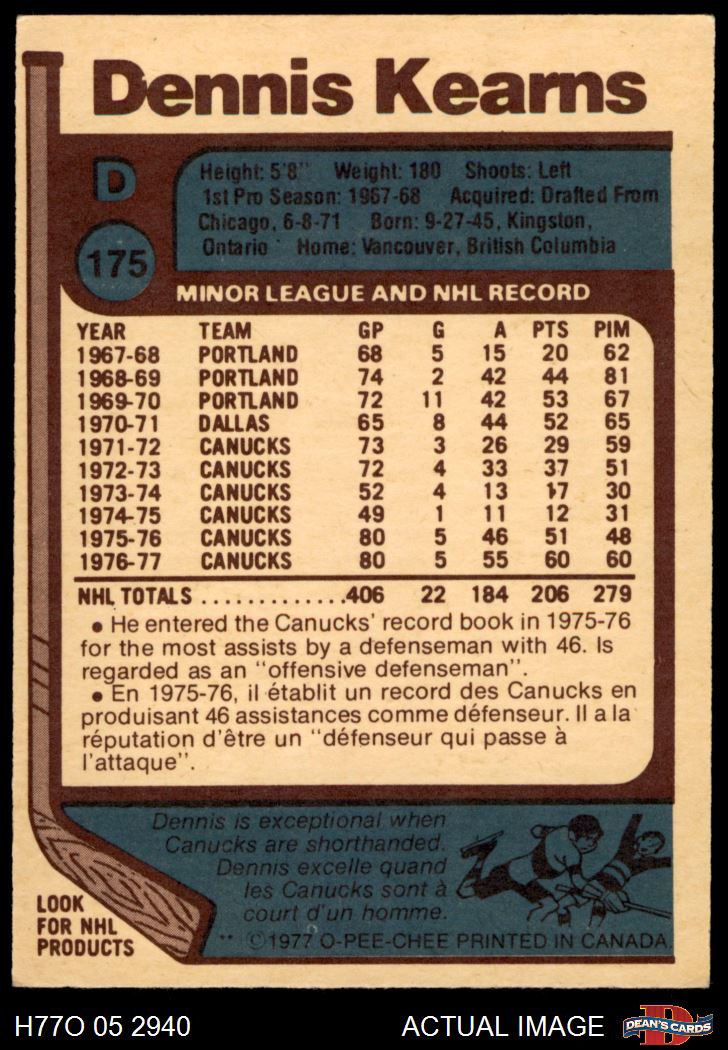 Dennis Kearns
D
Height: 5'8" Weight: 180 Shoots: Left
1st Pro Season: 1967-68 Acquired: Drafted From
Chicago, 6-8-71 Born: 9-27-45, Kingston,
Ontario Home: Vancouver, British Columbia
175
MINOR LEAGUE AND NHL RECORD
YEAR TEAM GP G A PTS PIM
1967-68 PORTLAND 68 5 15 20 62
1968-69 PORTLAND 74 2 42 44 81
1969-70 PORTLAND 72 11 42 53 67
1970-71 DALLAS 65 8 44 52 65
1971-72 CANUCKS 73 3 26 29 59
1972-73 CANUCKS 72 4 33 37 51
1973-74 CANUCKS 52 4 13 17 30
1974-75 CANUCKS 49 1 11 12 31
1975-76 CANUCKS 80 5 46 51 48
1976-77 CANUCKS 80 5 55 60 60
NHL TOTALS .............406 22 184 206 279
• He entered the Canucks' record book in 1975-76
for the most assists by a defenseman with 46. Is
regarded as an "offensive defenseman".
• En 1975-76, il établit un record des Canucks en
produisant 46 assistances comme défenseur. Il a la
réputation d'être un "défenseur qui passe à
l'attaque".
Dennis is exceptional when
Canucks are shorthanded.
Dennis excelle quand
les Canucks sont à
court d'un homme.
LOOK
FOR NHL
PRODUCTS
** ©1977 O-PEE-CHEE PRINTED IN CANADA.
H77O 05 2940 ACTUAL IMAGE
D
DEAN'S CARDS